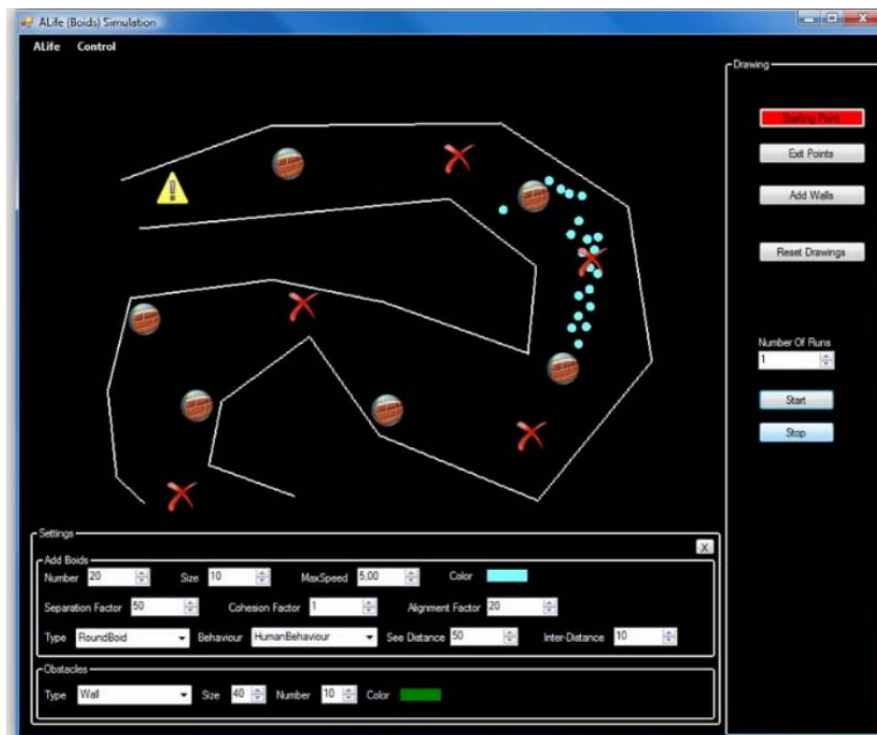 ALife (Boids) Simulation
ALife Control
Drawing
Starting Point
Exit Points
Add Walls
Reset Drawings
Number Of Runs
1
Start
Stop
Settings
X
Add Boids
Number 20 Size 10 MaxSpeed 5,00 Color
Separation Factor 50 Cohesion Factor 1 Alignment Factor 20
Type RoundBoid Behaviour HumanBehaviour See Distance 50 Inter-Distance 10
Obstacles
Type Wall Size 40 Number 10 Color